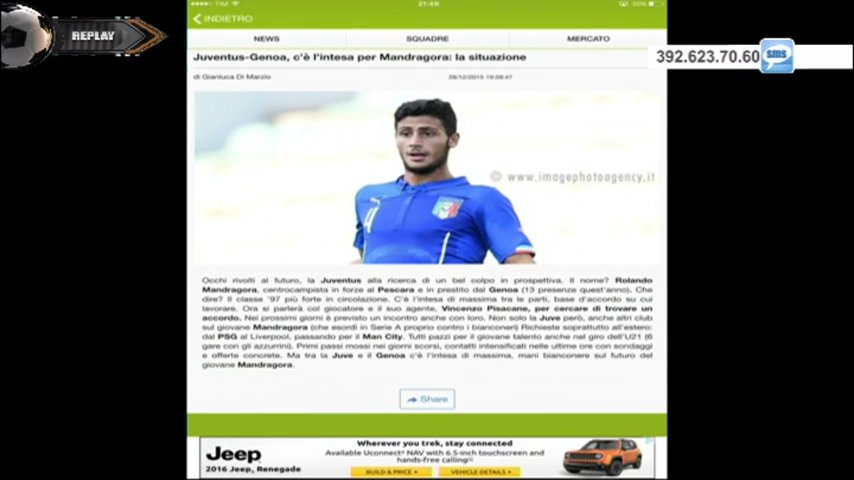 TIM 21:49 30%
INDIETRO
REPLAY
NEWS SQUADRE MERCATO
392.623.70.60 sms
Juventus-Genoa, c'è l'intesa per Mandragora: la situazione
di Gianluca Di Marzio 28/12/2015 19:59:47
© www.imagephotoagency.it
4
Occhi rivolti al futuro, la Juventus alla ricerca di un bel colpo in prospettiva. Il nome? Rolando
Mandragora, centrocampista in forze al Pescara e in prestito dal Genoa (13 presenze quest'anno). Che
dire? Il classe '97 più forte in circolazione. C'è l'intesa di massima tra le parti, base d'accordo su cui
lavorare. Ora si parlerà col giocatore e il suo agente, Vincenzo Pisacane, per cercare di trovare un
accordo. Nei prossimi giorni è previsto un incontro anche con loro. Non solo la Juve però, anche altri club
sul giovane Mandragora (che esordì in Serie A proprio contro i bianconeri) Richieste soprattutto all'estero:
dal PSG al Liverpool, passando per il Man City. Tutti pazzi per il giovane talento anche nel giro dell'U21 (6
gare con gli azzurrini). Primi passi mossi nei giorni scorsi, contatti intensificati nelle ultime ore con sondaggi
e offerte concrete. Ma tra la Juve e il Genoa c'è l'intesa di massima, mani bianconere sul futuro del
giovane Mandragora.
Share
Jeep
2016 Jeep® Renegade
Wherever you trek, stay connected
Available Uconnect® NAV with 6.5-inch touchscreen and
hands-free calling
BUILD & PRICE VEHICLE DETAILS